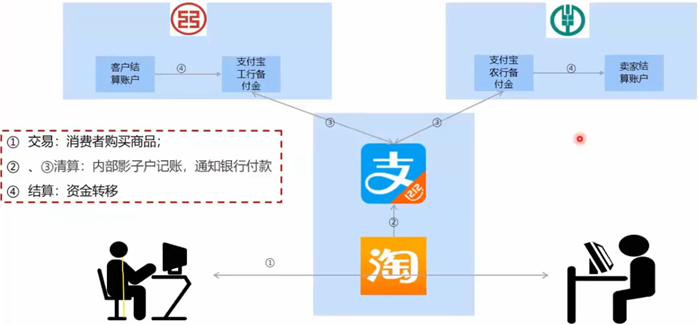 客户结
算账户
④
支付宝
工行备
付金
支付宝
农行备
付金
④
卖家结
算账户
③
③
① 交易：消费者购买商品；
② 、③清算：内部影子户记账，通知银行付款
④ 结算：资金转移
支
1212
②
淘
①